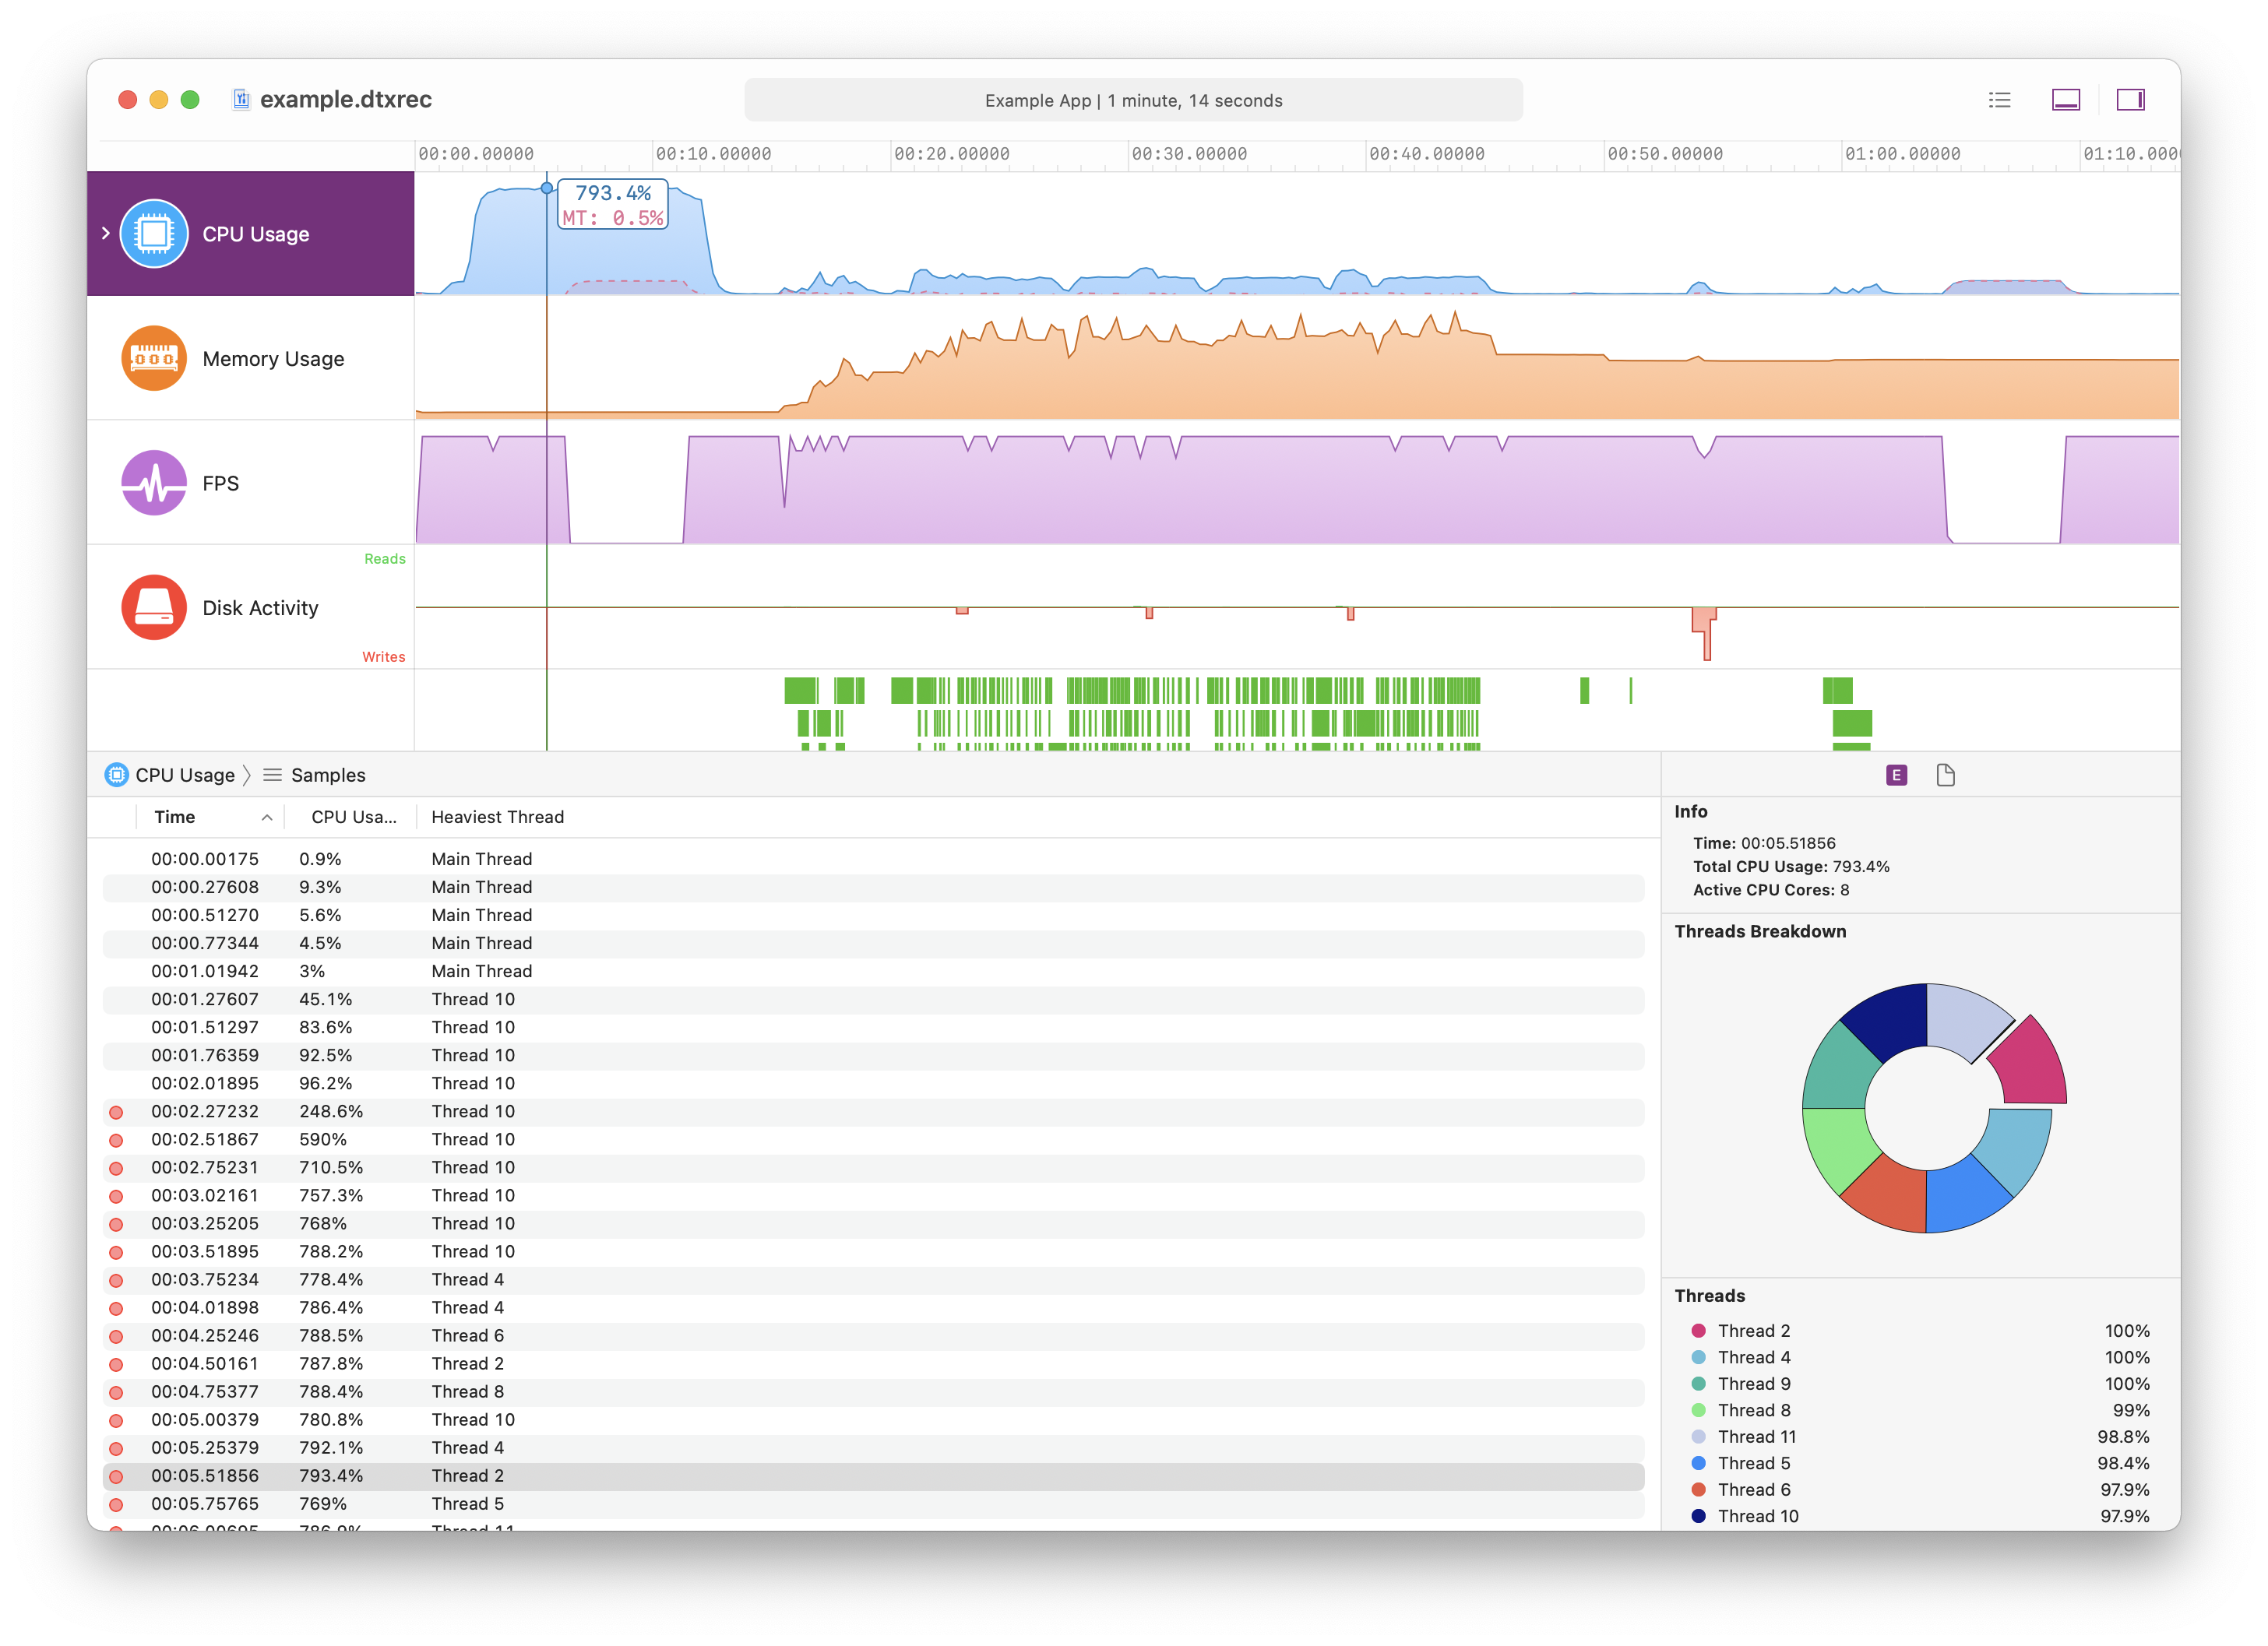 example.dtxrec
Example App | 1 minute, 14 seconds
00:00.00000 00:10.00000 00:20.00000 00:30.00000 00:40.00000 00:50.00000 01:00.00000 01:10.0000
793.4%
MT: 0.5%
CPU Usage
Memory Usage
FPS
Reads
Disk Activity
Writes
CPU Usage Samples
Time CPU Usa... Heaviest Thread
00:00.00175 0.9% Main Thread
00:00.27608 9.3% Main Thread
00:00.51270 5.6% Main Thread
00:00.77344 4.5% Main Thread
00:01.01942 3% Main Thread
00:01.27607 45.1% Thread 10
00:01.51297 83.6% Thread 10
00:01.76359 92.5% Thread 10
00:02.01895 96.2% Thread 10
00:02.27232 248.6% Thread 10
00:02.51867 590% Thread 10
00:02.75231 710.5% Thread 10
00:03.02161 757.3% Thread 10
00:03.25205 768% Thread 10
00:03.51895 788.2% Thread 10
00:03.75234 778.4% Thread 4
00:04.01898 786.4% Thread 4
00:04.25246 788.5% Thread 6
00:04.50161 787.8% Thread 2
00:04.75377 788.4% Thread 8
00:05.00379 780.8% Thread 10
00:05.25379 792.1% Thread 4
00:05.51856 793.4% Thread 2
00:05.75765 769% Thread 5
E
Info
Time: 00:05.51856
Total CPU Usage: 793.4%
Active CPU Cores: 8
Threads Breakdown
Threads
Thread 2 100%
Thread 4 100%
Thread 9 100%
Thread 8 99%
Thread 11 98.8%
Thread 5 98.4%
Thread 6 97.9%
Thread 10 97.9%